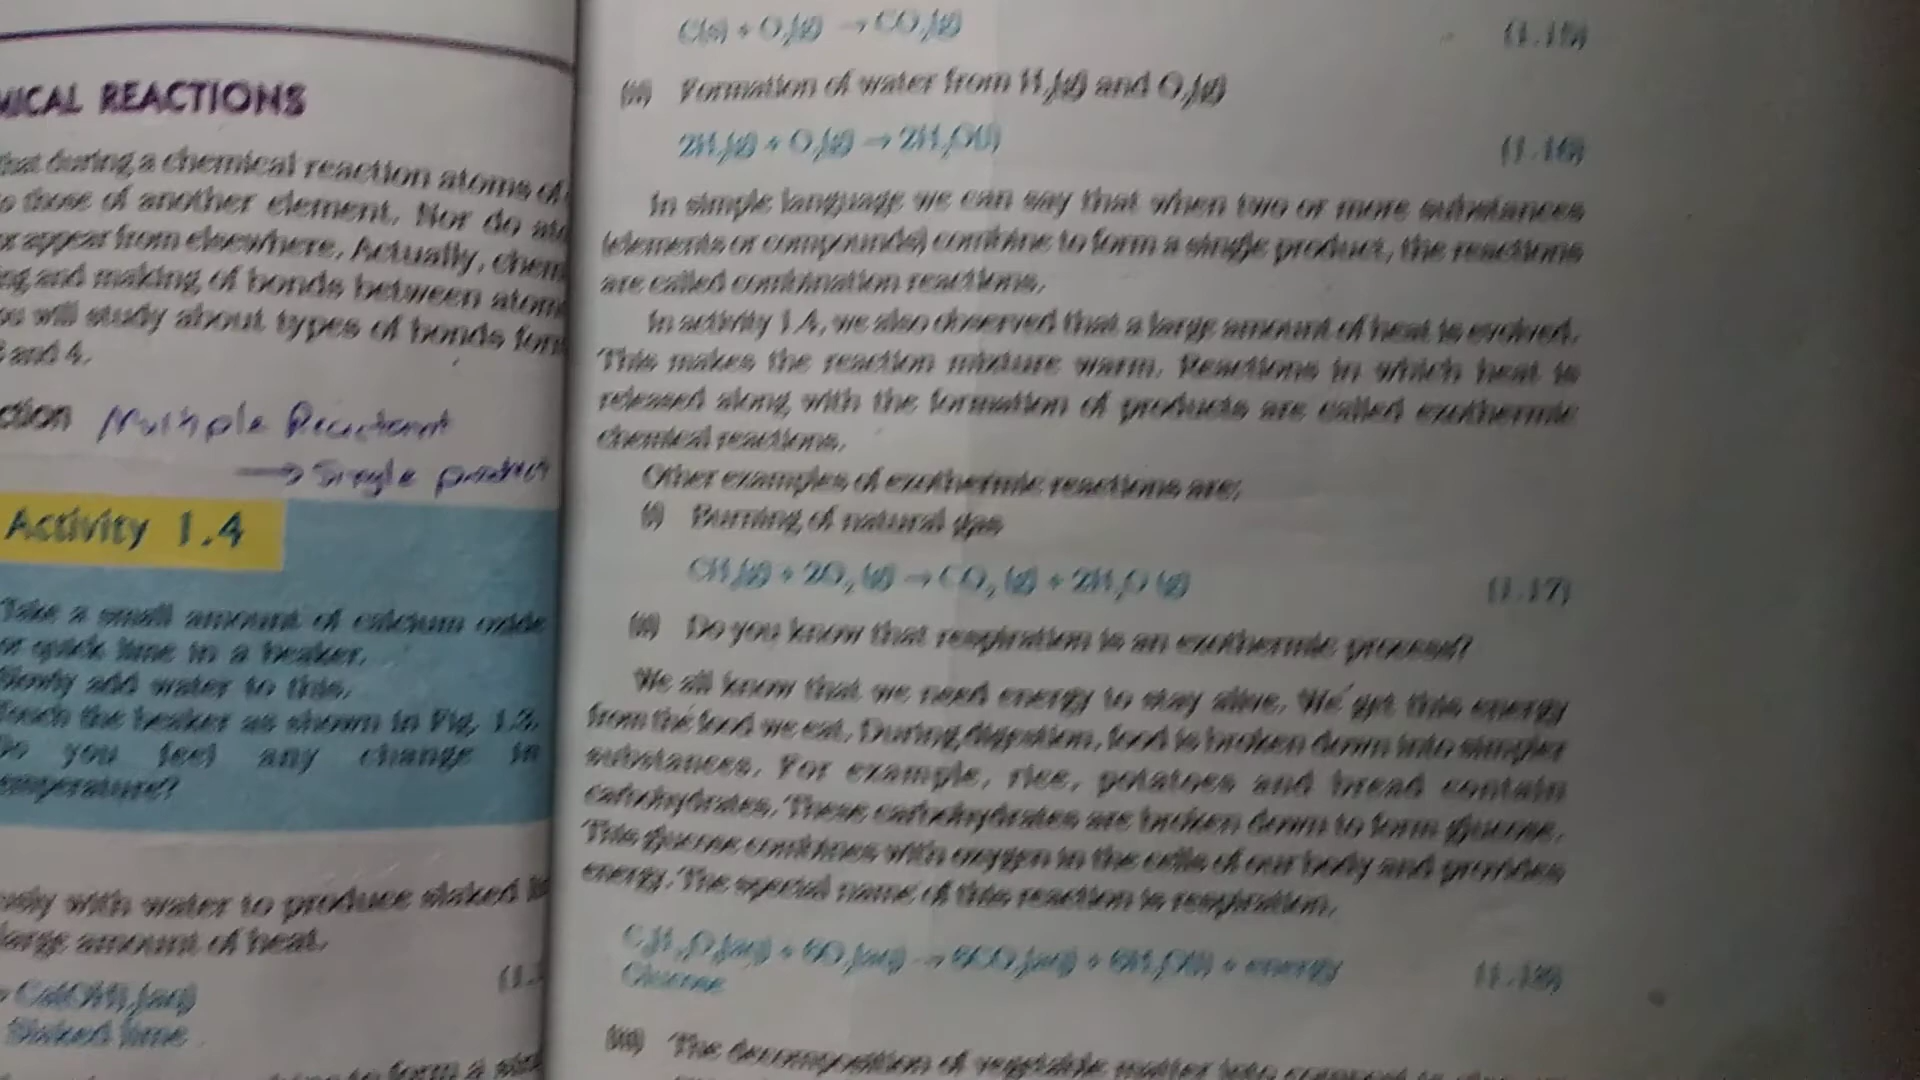 MICAL REACTIONS
that during a chemical reaction atoms of
o those of another element. Nor do
or appear from elsewhere. Actually, chem
ng and making of bonds between atom
ou will study about types of bonds form
3 and 4.
ction Multiple Reactant
→ Single product
Activity 1.4
Take a small amount of calcium oxide
or quick lime in a beaker.
Slowly add water to this.
Touch the beaker as shown in Fig. 1.3.
Do you feel any change in
temperature?
usly with water to produce slaked
large amount of heat.
(1.
Ca(OH)₂(aq)
Slaked lime
to form a
C(s) + O₂(g) → CO₂(g) (1.15)
(ii) Formation of water from H₂(g) and O₂(g)
2H₂(g) + O₂(g) → 2H₂O(l) (1.16)
In simple language we can say that when two or more substances
(elements or compounds) combine to form a single product, the reactions
are called combination reactions.
In activity 1.4, we also observed that a large amount of heat is evolved.
This makes the reaction mixture warm. Reactions in which heat is
released along with the formation of products are called exothermic
chemical reactions.
Other examples of exothermic reactions are:
(i) Burning of natural gas
CH₄(g) + 2O₂ (g) → CO₂ (g) + 2H₂O (g) (1.17)
(ii) Do you know that respiration is an exothermic process?
We all know that we need energy to stay alive. We get this energy
from the food we eat. During digestion, food is broken down into simpler
substances. For example, rice, potatoes and bread contain
carbohydrates. These carbohydrates are broken down to form glucose.
This glucose combines with oxygen in the cells of our body and provides
energy. The special name of this reaction is respiration.
C₆H₁₂O₆(aq) + 6O₂(aq) → 6CO₂(aq) + 6H₂O(l) + energy (1.18)
Glucose
(iii) The decomposition of vegetable matter into compost is